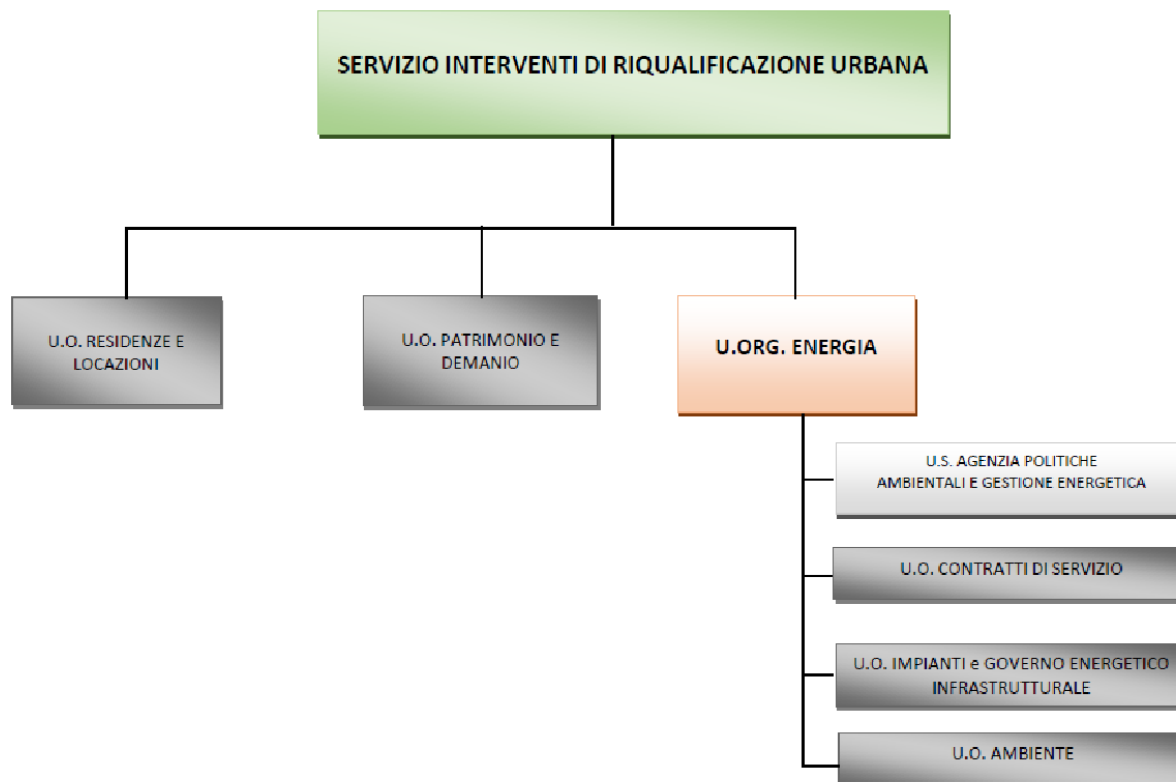 SERVIZIO INTERVENTI DI RIQUALIFICAZIONE URBANA
U.O. RESIDENZE E
LOCAZIONI
U.O. PATRIMONIO E
DEMANIO
U.ORG. ENERGIA
U.S. AGENZIA POLITICHE
AMBIENTALI E GESTIONE ENERGETICA
U.O. CONTRATTI DI SERVIZIO
U.O. IMPIANTI e GOVERNO ENERGETICO
INFRASTRUTTURALE
U.O. AMBIENTE